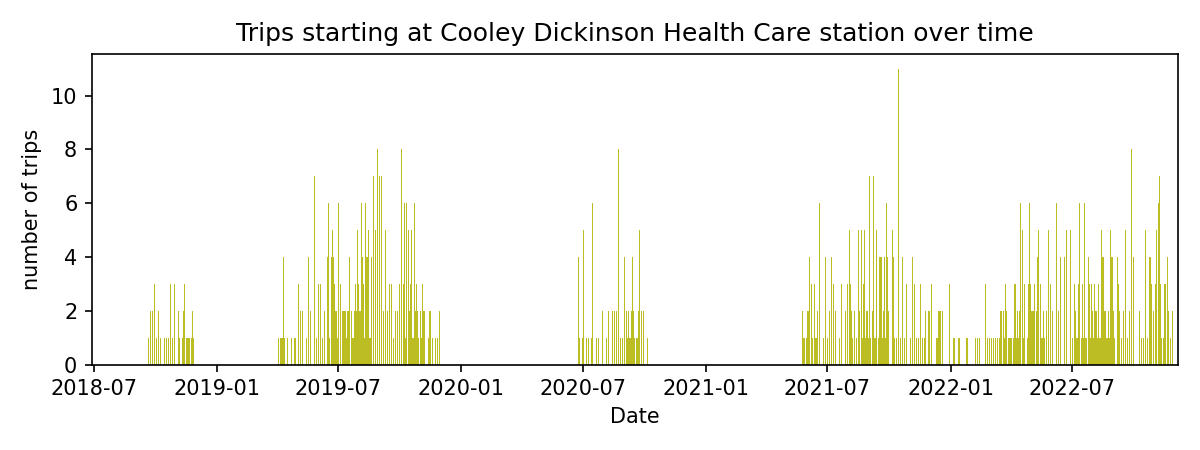 Trips starting at Cooley Dickinson Health Care station over time
number of trips
10
8
6
4
2
0
2018-07 2019-01 2019-07 2020-01 2020-07 2021-01 2021-07 2022-01 2022-07
Date